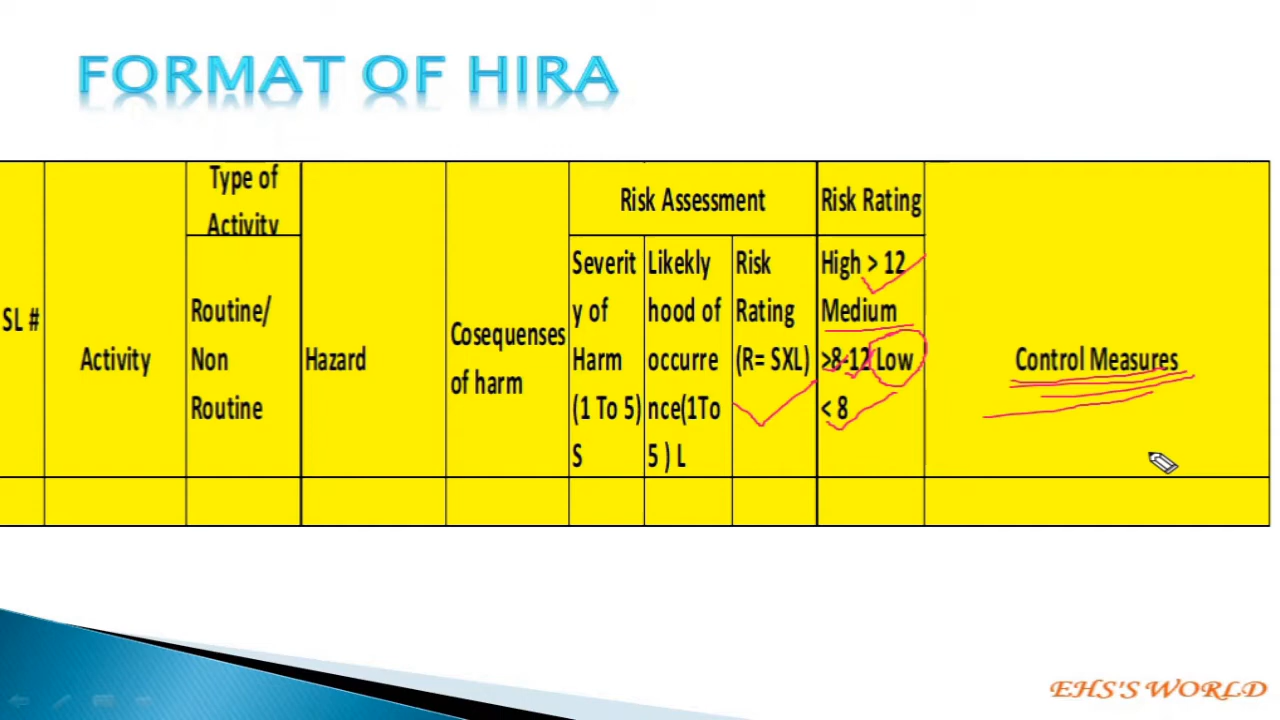 FORMAT OF HIRA
SL #
Activity
Type of
Activity
Routine/
Non
Routine
Hazard
Cosequenses
of harm
Risk Assessment
Severit
y of
Harm
(1 To 5)
S
Likekly
hood of
occurre
nce(1To
5 ) L
Risk
Rating
(R= SXL)
Risk Rating
High > 12
Medium
>8-12 Low
< 8
Control Measures
EHS'S WORLD